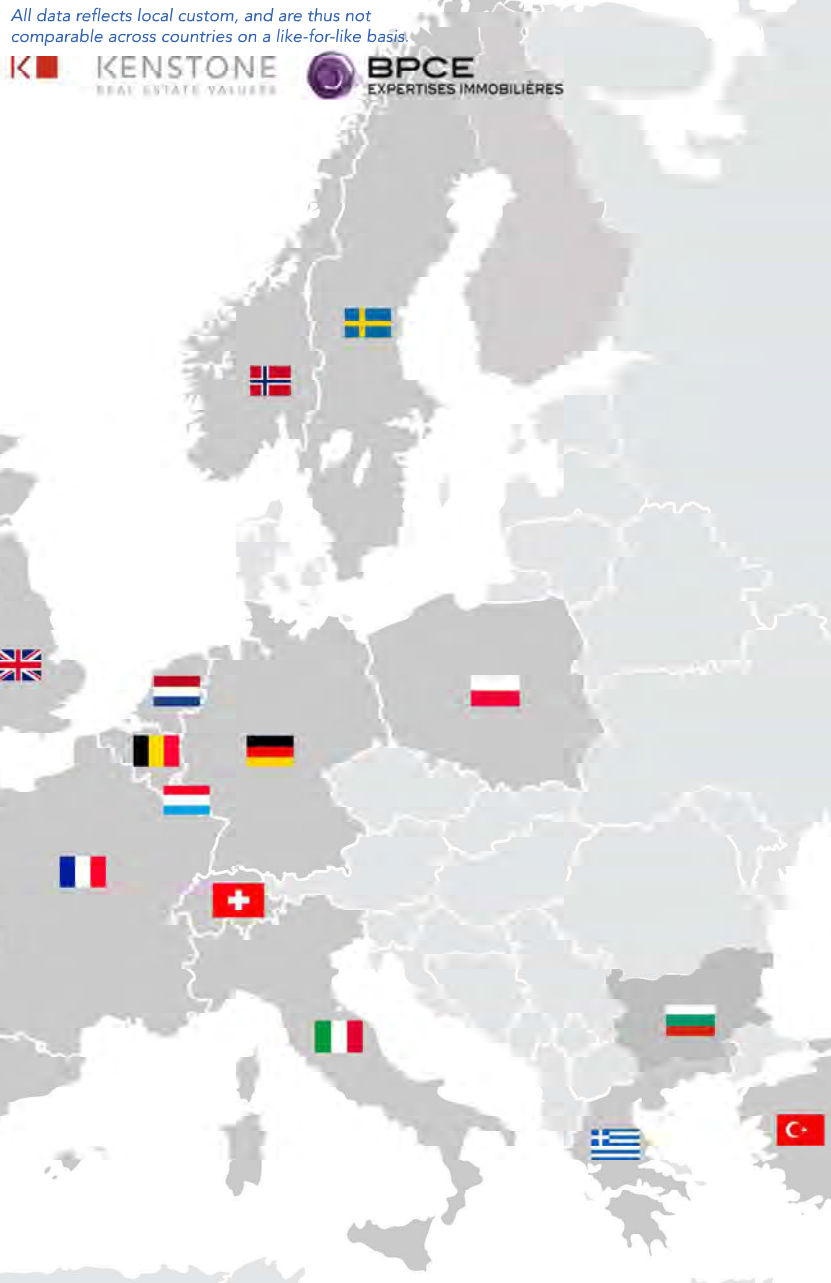 All data reflects local custom, and are thus not
comparable across countries on a like-for-like basis.
KENSTONE
REAL ESTATE VALUERS
BPCE
EXPERTISES IMMOBILIÈRES